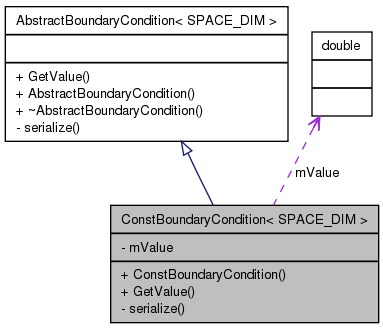 AbstractBoundaryCondition< SPACE_DIM >
+ GetValue()
+ AbstractBoundaryCondition()
+ ~AbstractBoundaryCondition()
- serialize()
double
mValue
ConstBoundaryCondition< SPACE_DIM >
- mValue
+ ConstBoundaryCondition()
+ GetValue()
- serialize()